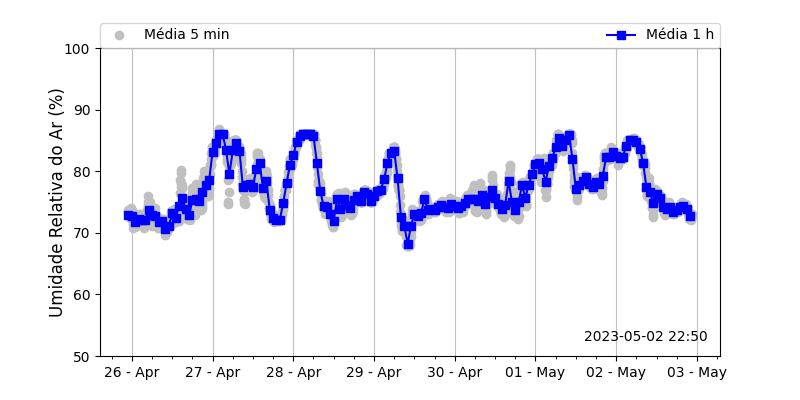 Média 5 min
Média 1 h
Umidade Relativa do Ar (%)
100
90
80
70
60
50
2023-05-02 22:50
26 - Apr
27 - Apr
28 - Apr
29 - Apr
30 - Apr
01 - May
02 - May
03 - May